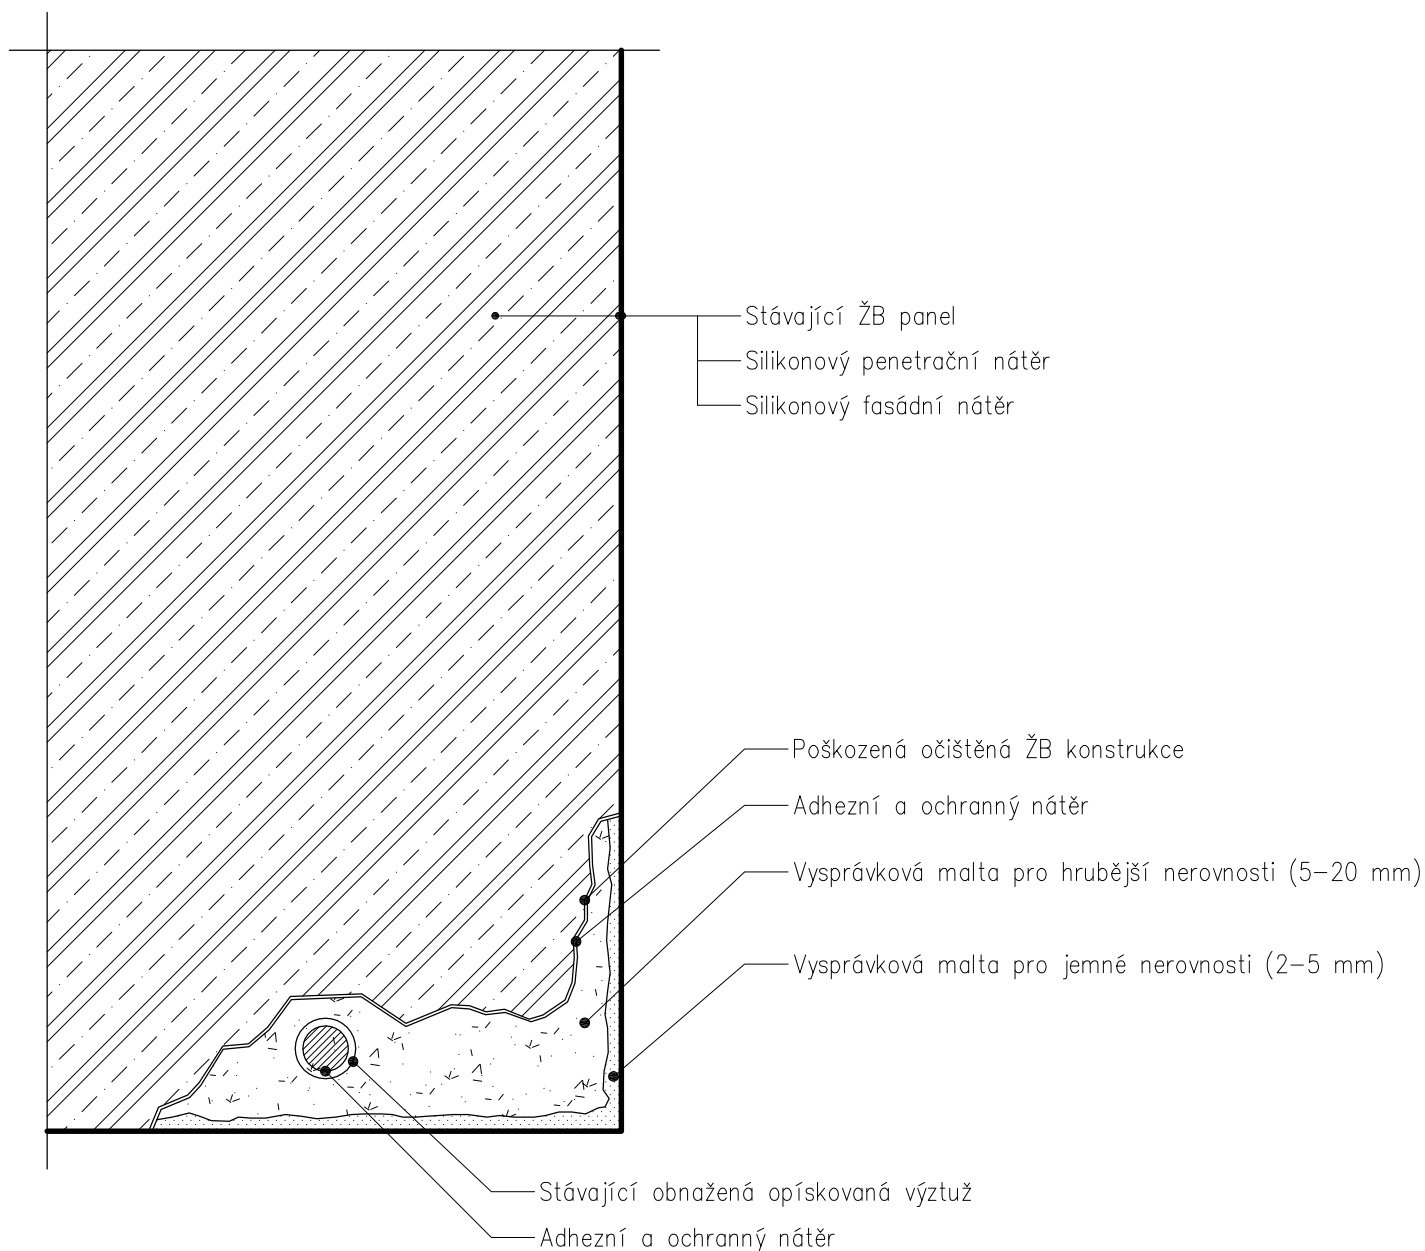 Stávající ŽB panel
Silikonový penetrační nátěr
Silikonový fasádní nátěr
Poškozená očištěná ŽB konstrukce
Adhezní a ochranný nátěr
Vysprávková malta pro hrubější nerovnosti (5-20 mm)
Vysprávková malta pro jemné nerovnosti (2-5 mm)
Stávající obnažená opískovaná výztuž
Adhezní a ochranný nátěr